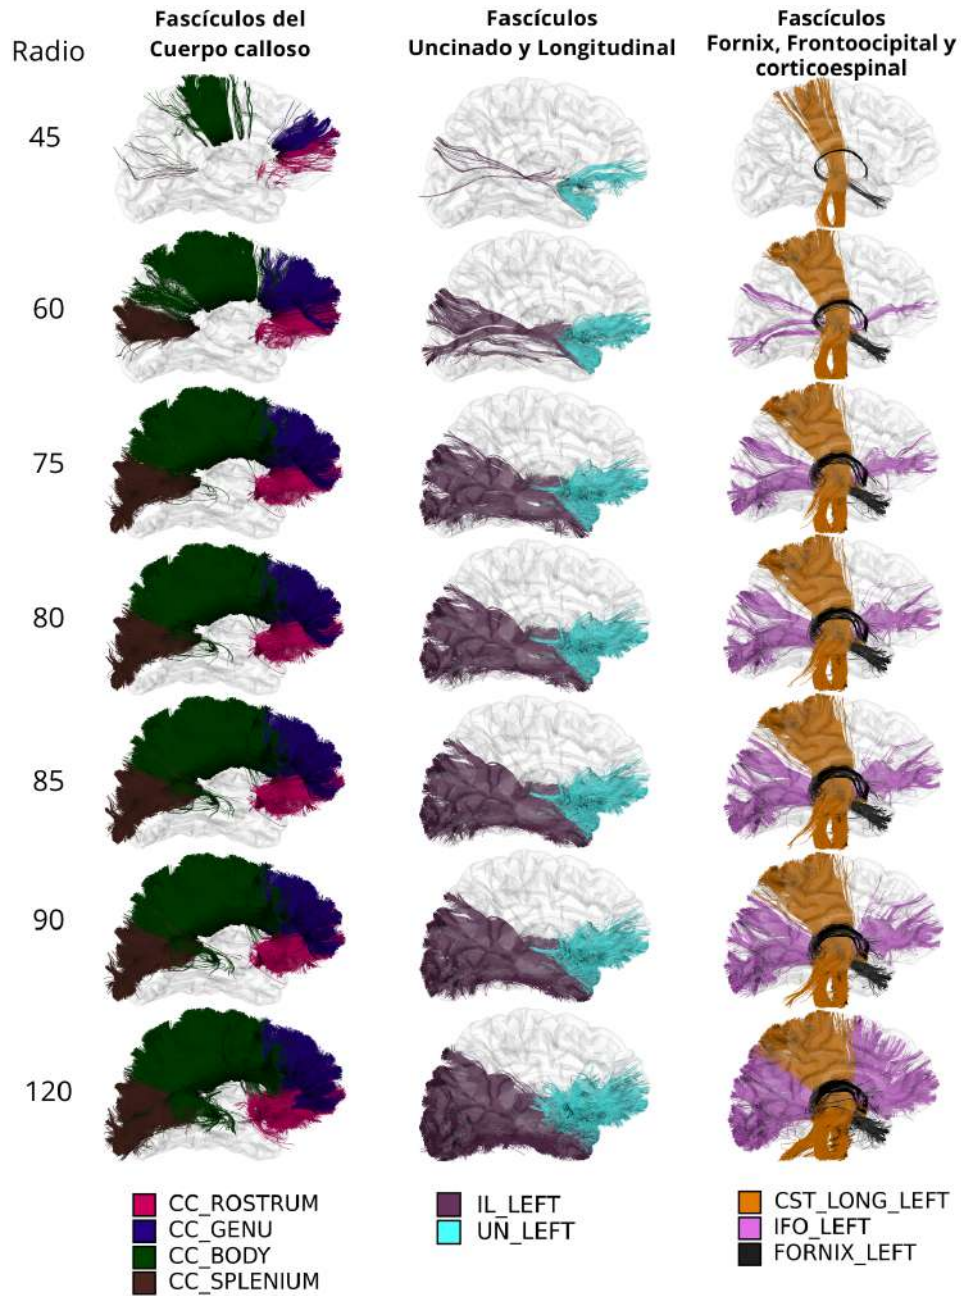 Radio
Fascículos del
Cuerpo calloso
Fascículos
Uncinado y Longitudinal
Fascículos
Fornix, Frontoocipital y
corticoespinal
45
60
75
80
85
90
120
CC_ROSTRUM
CC_GENU
CC_BODY
CC_SPLENIUM
IL_LEFT
UN_LEFT
CST_LONG_LEFT
IFO_LEFT
FORNIX_LEFT